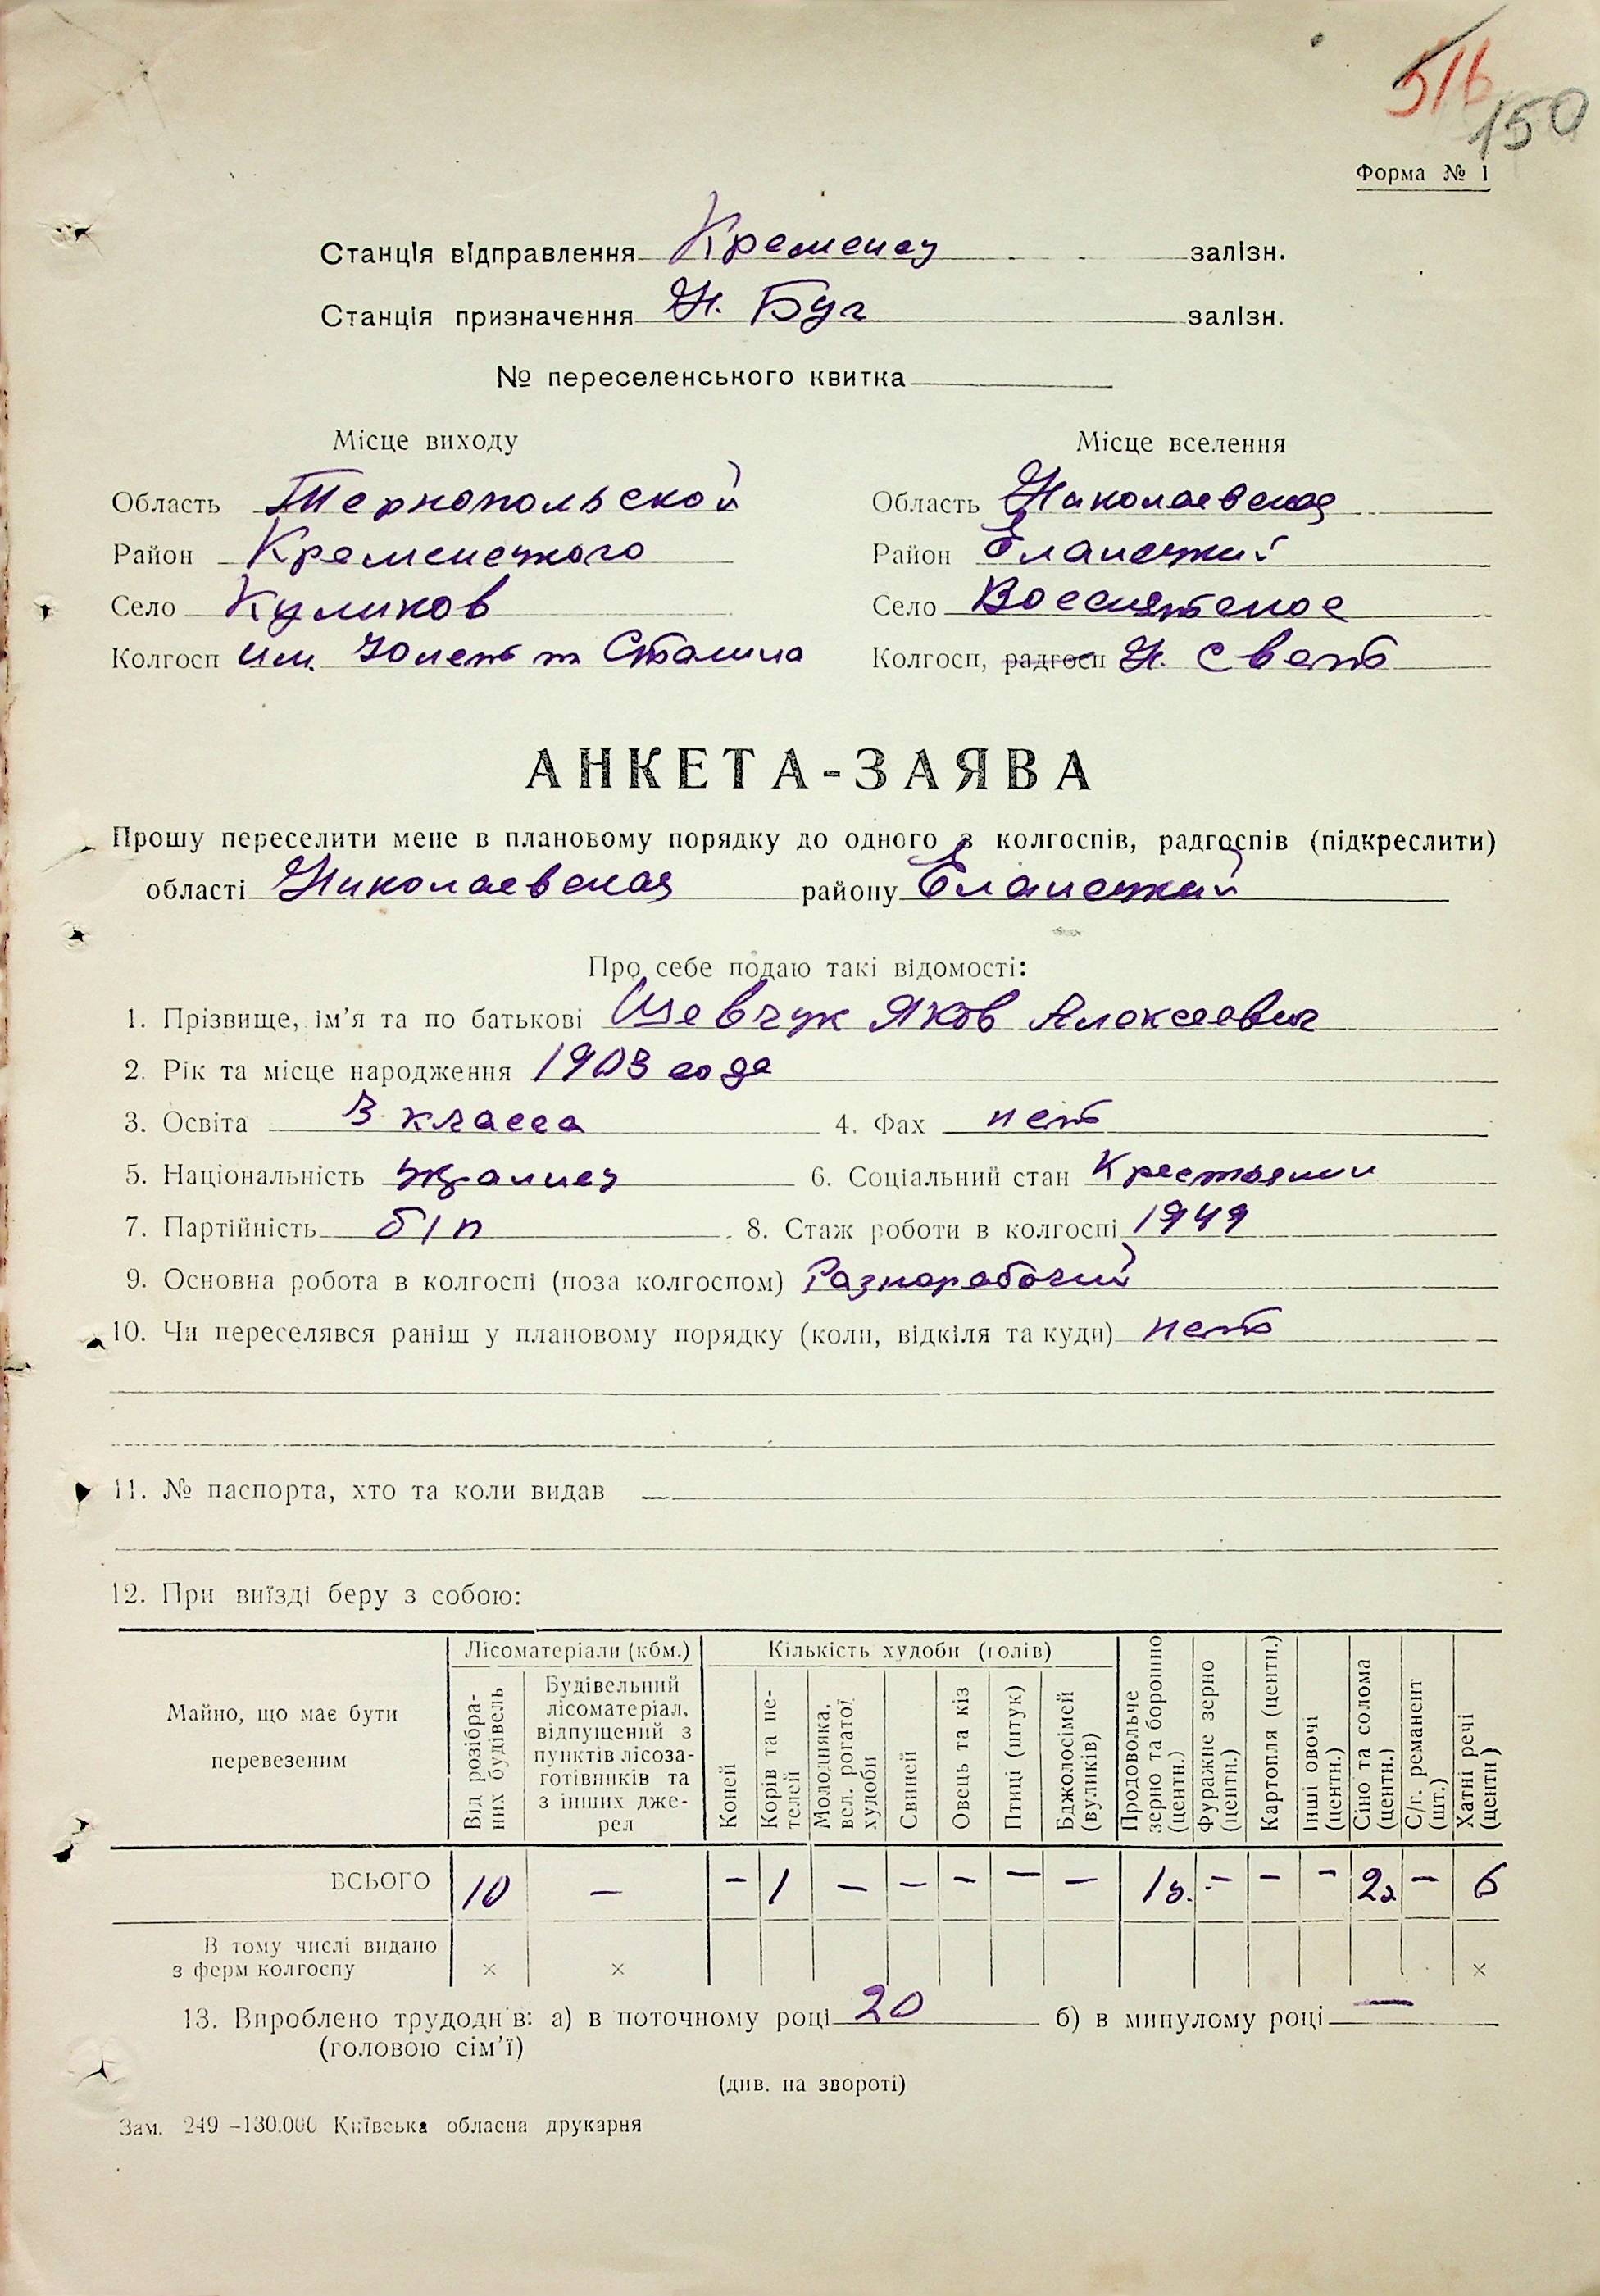 516
150
Форма № 1
Станція відправлення Кременец залізн.
Станція призначення Н. Буг залізн.
№ переселенського квитка
Місце виходу Місце вселення
Область Тернопольской Область Николаевская
Район Кременецкого Район Еланецкий
Село Куликов Село Воссиятское
Колгосп им. Сталина Колгосп, радгосп Н. Свет
АНКЕТА-ЗАЯВА
Прошу переселити мене в плановому порядку до одного з колгоспів, радгоспів (підкреслити)
області Николаевская району Еланецкий
Про себе подаю такі відомості:
1. Прізвище, ім'я та по батькові Шевчук Яков Алексеевич
2. Рік та місце народження 1903 года
3. Освіта 3 класса 4. Фах нет
5. Національність украинец 6. Соціальний стан Крестьянин
7. Партійність б/п 8. Стаж роботи в колгоспі 1949
9. Основна робота в колгоспі (поза колгоспом) Разнорабочий
10. Чи переселявся раніш у плановому порядку (коли, відкіля та куди) нет
11. № паспорта, хто та коли видав —
12. При виїзді беру з собою:
Майно, що має бути перевезеним
Лісоматеріали (кбм.)
Від розібраних будівель
Будівельний лісоматеріал, відпущений з пунктів лісозаготівників та з інших джерел
Кількість худоби (голів)
Коней
Корів та нетелей
Молодняка, вел. рогатої худоби
Свиней
Овець та кіз
Птиці (штук)
Бджолосімей (вуликів)
Продовольче зерно та борошно (центн.)
Фуражне зерно (центн.)
Картопля (центн.)
Інші овочі (центн.)
Сіно та солома (центн.)
С/г. реманент (шт.)
Хатні речі (центн)
ВСЬОГО 10 — — 1 — — — — — 1ц. — — — 2 — 6
В тому числі видано
з ферм колгоспу × × ×
13. Вироблено трудоднів: а) в поточному році 20 б) в минулому році —
(головою сім'ї)
(див. на звороті)
Зам. 249 –130.000 Київська обласна друкарня